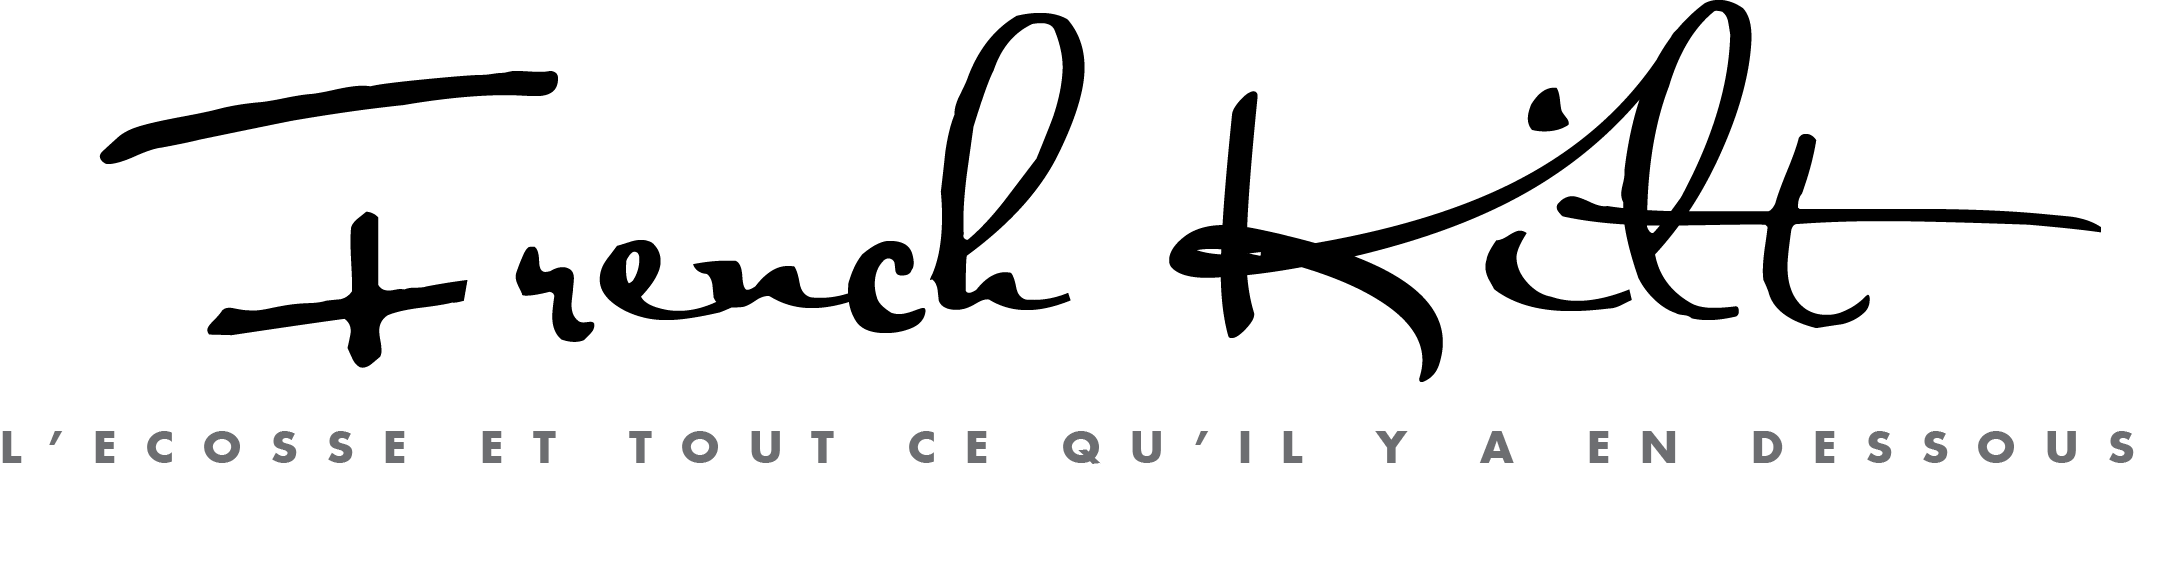 French Kilt
L’ECOSSE ET TOUT CE QU’IL Y A EN DESSOUS